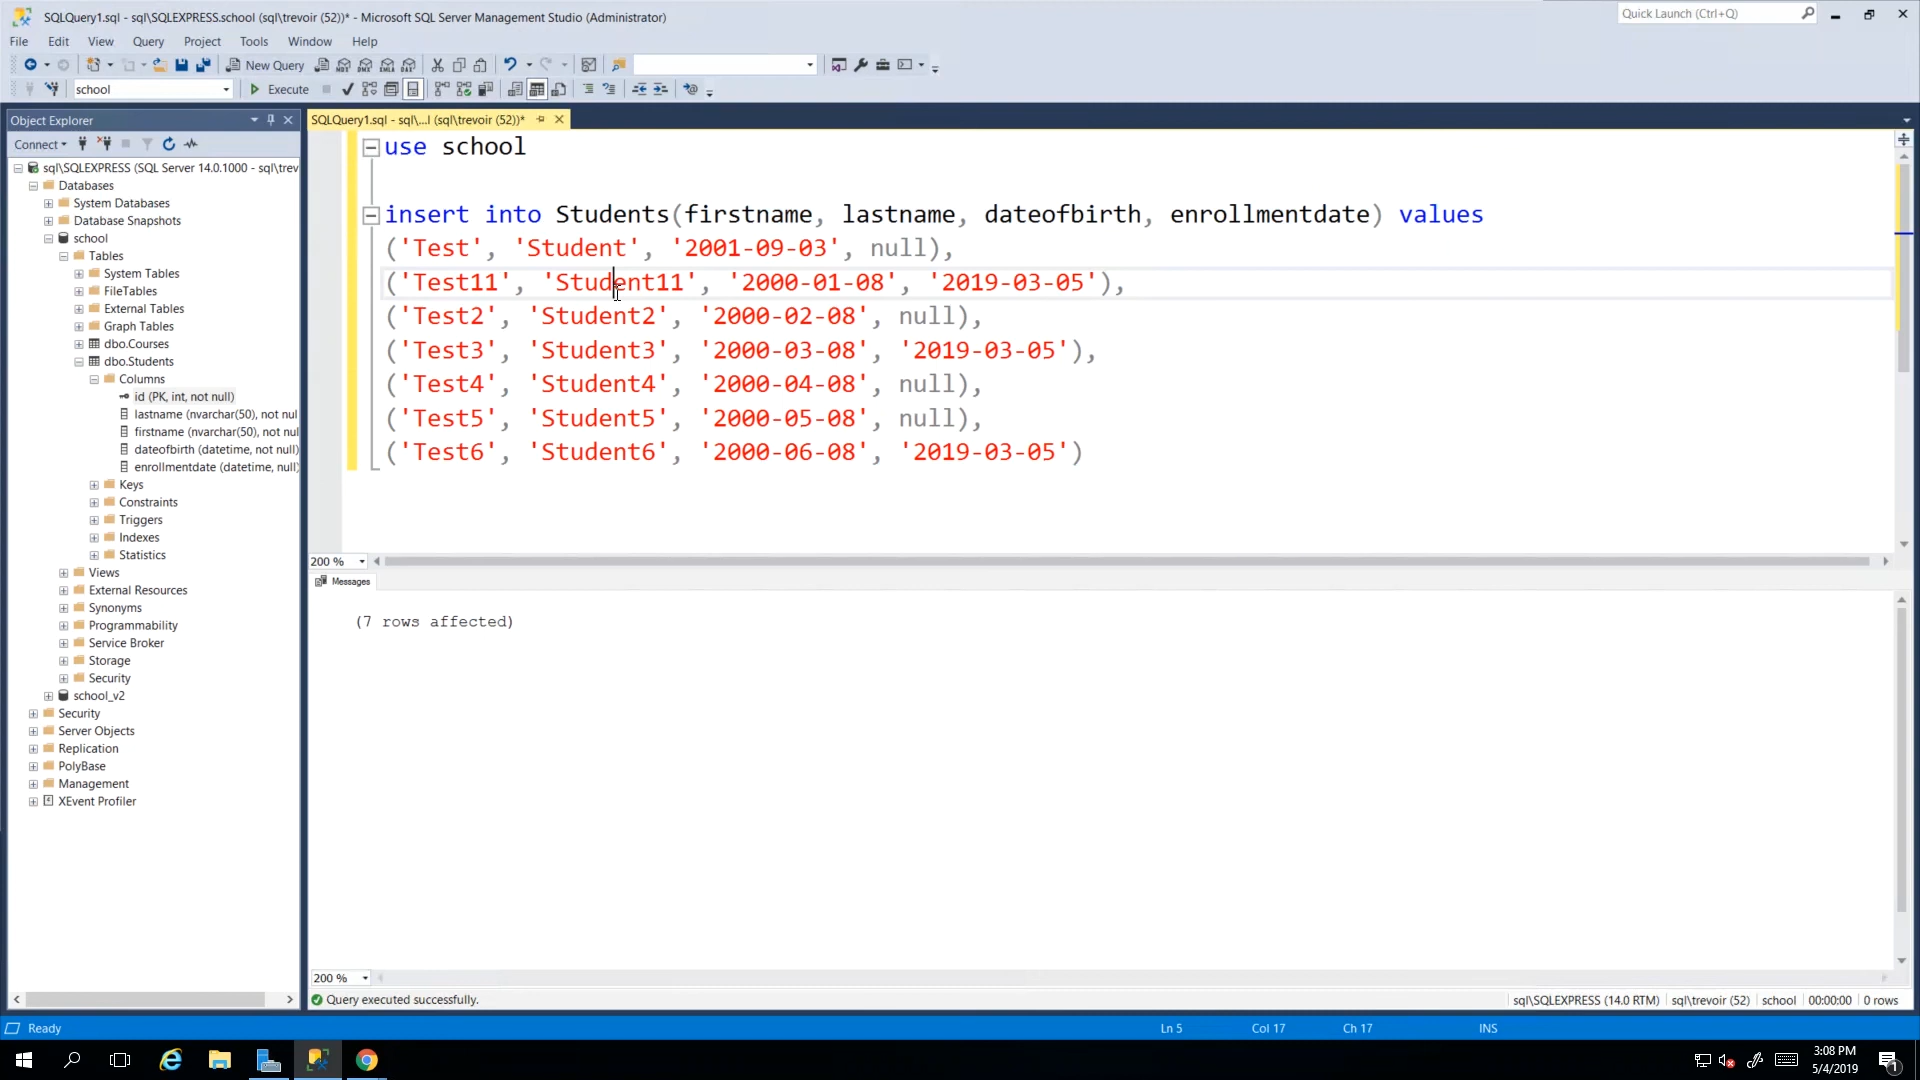 SQLQuery1.sql - sql\SQLEXPRESS.school (sql\trevoir (52))* - Microsoft SQL Server Management Studio (Administrator)
Quick Launch (Ctrl+Q)
File Edit View Query Project Tools Window Help
New Query
school
Execute
Object Explorer
Connect
sql\SQLEXPRESS (SQL Server 14.0.1000 - sql\trev
Databases
System Databases
Database Snapshots
school
Tables
System Tables
FileTables
External Tables
Graph Tables
dbo.Courses
dbo.Students
Columns
id (PK, int, not null)
lastname (nvarchar(50), not nul
firstname (nvarchar(50), not nul
dateofbirth (datetime, not null)
enrollmentdate (datetime, null)
Keys
Constraints
Triggers
Indexes
Statistics
Views
External Resources
Synonyms
Programmability
Service Broker
Storage
Security
school_v2
Security
Server Objects
Replication
PolyBase
Management
XEvent Profiler
SQLQuery1.sql - sql\...l (sql\trevoir (52))*
use school
insert into Students(firstname, lastname, dateofbirth, enrollmentdate) values
('Test', 'Student', '2001-09-03', null),
('Test11', 'Student11', '2000-01-08', '2019-03-05'),
('Test2', 'Student2', '2000-02-08', null),
('Test3', 'Student3', '2000-03-08', '2019-03-05'),
('Test4', 'Student4', '2000-04-08', null),
('Test5', 'Student5', '2000-05-08', null),
('Test6', 'Student6', '2000-06-08', '2019-03-05')
200 %
Messages
(7 rows affected)
200 %
Query executed successfully.
sql\SQLEXPRESS (14.0 RTM) sql\trevoir (52) school 00:00:00 0 rows
Ready
Ln 5 Col 17 Ch 17 INS
3:08 PM
5/4/2019
1